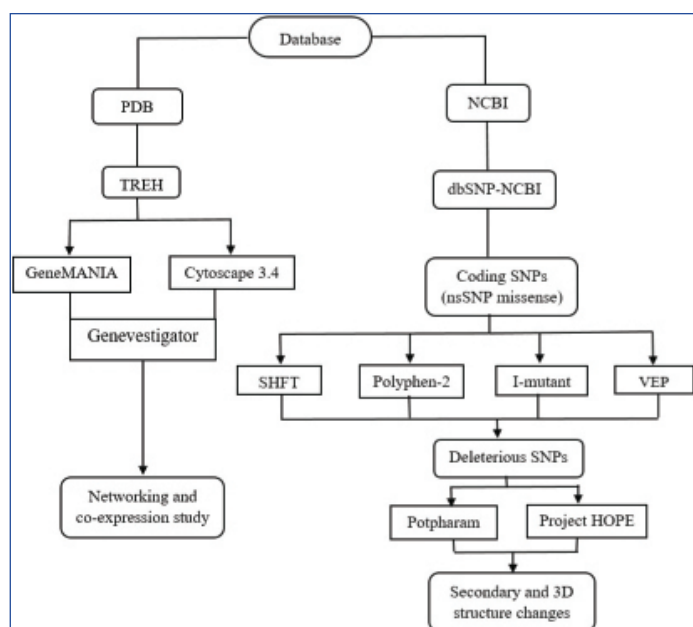 Database
PDB
NCBI
TREH
dbSNP-NCBI
GeneMANIA
Cytoscape 3.4
Coding SNPs
(nsSNP missense)
Genevestigator
SHFT
Polyphen-2
I-mutant
VEP
Deleterious SNPs
Networking and
co-expression study
Potpharam
Project HOPE
Secondary and 3D
structure changes